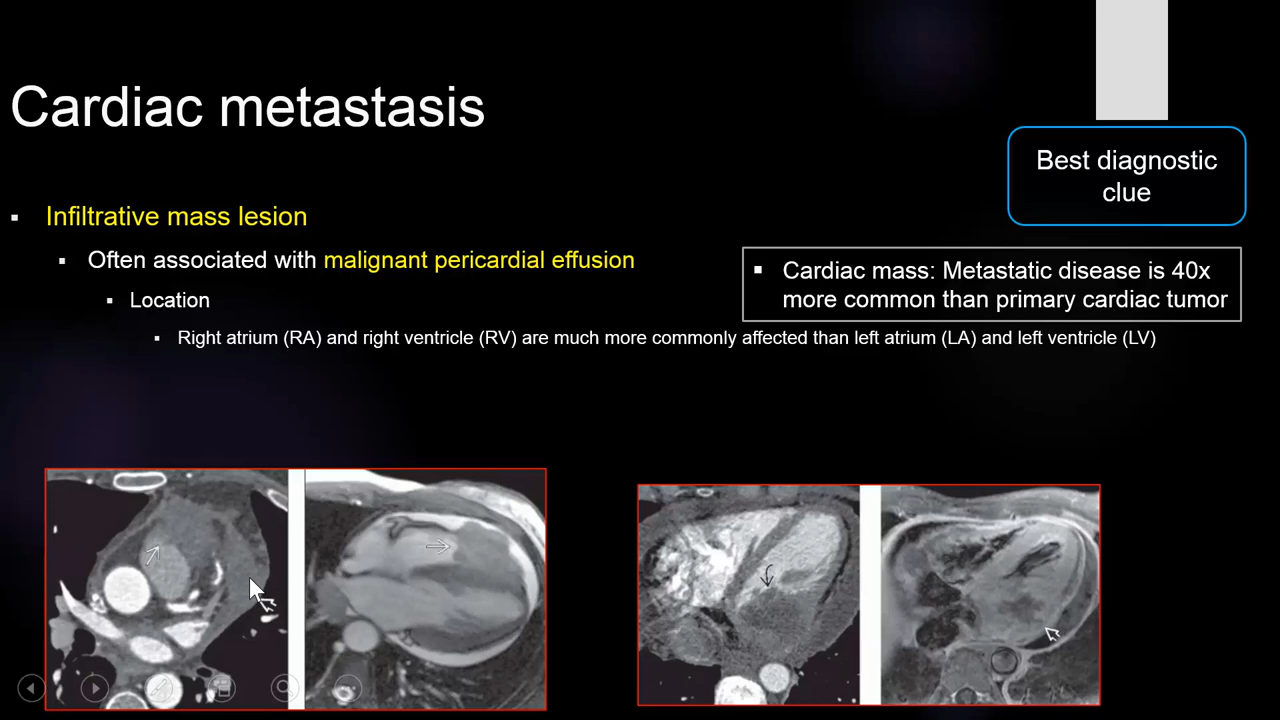 Cardiac metastasis
Best diagnostic
clue
Infiltrative mass lesion
Often associated with malignant pericardial effusion
Cardiac mass: Metastatic disease is 40x
more common than primary cardiac tumor
Location
Right atrium (RA) and right ventricle (RV) are much more commonly affected than left atrium (LA) and left ventricle (LV)